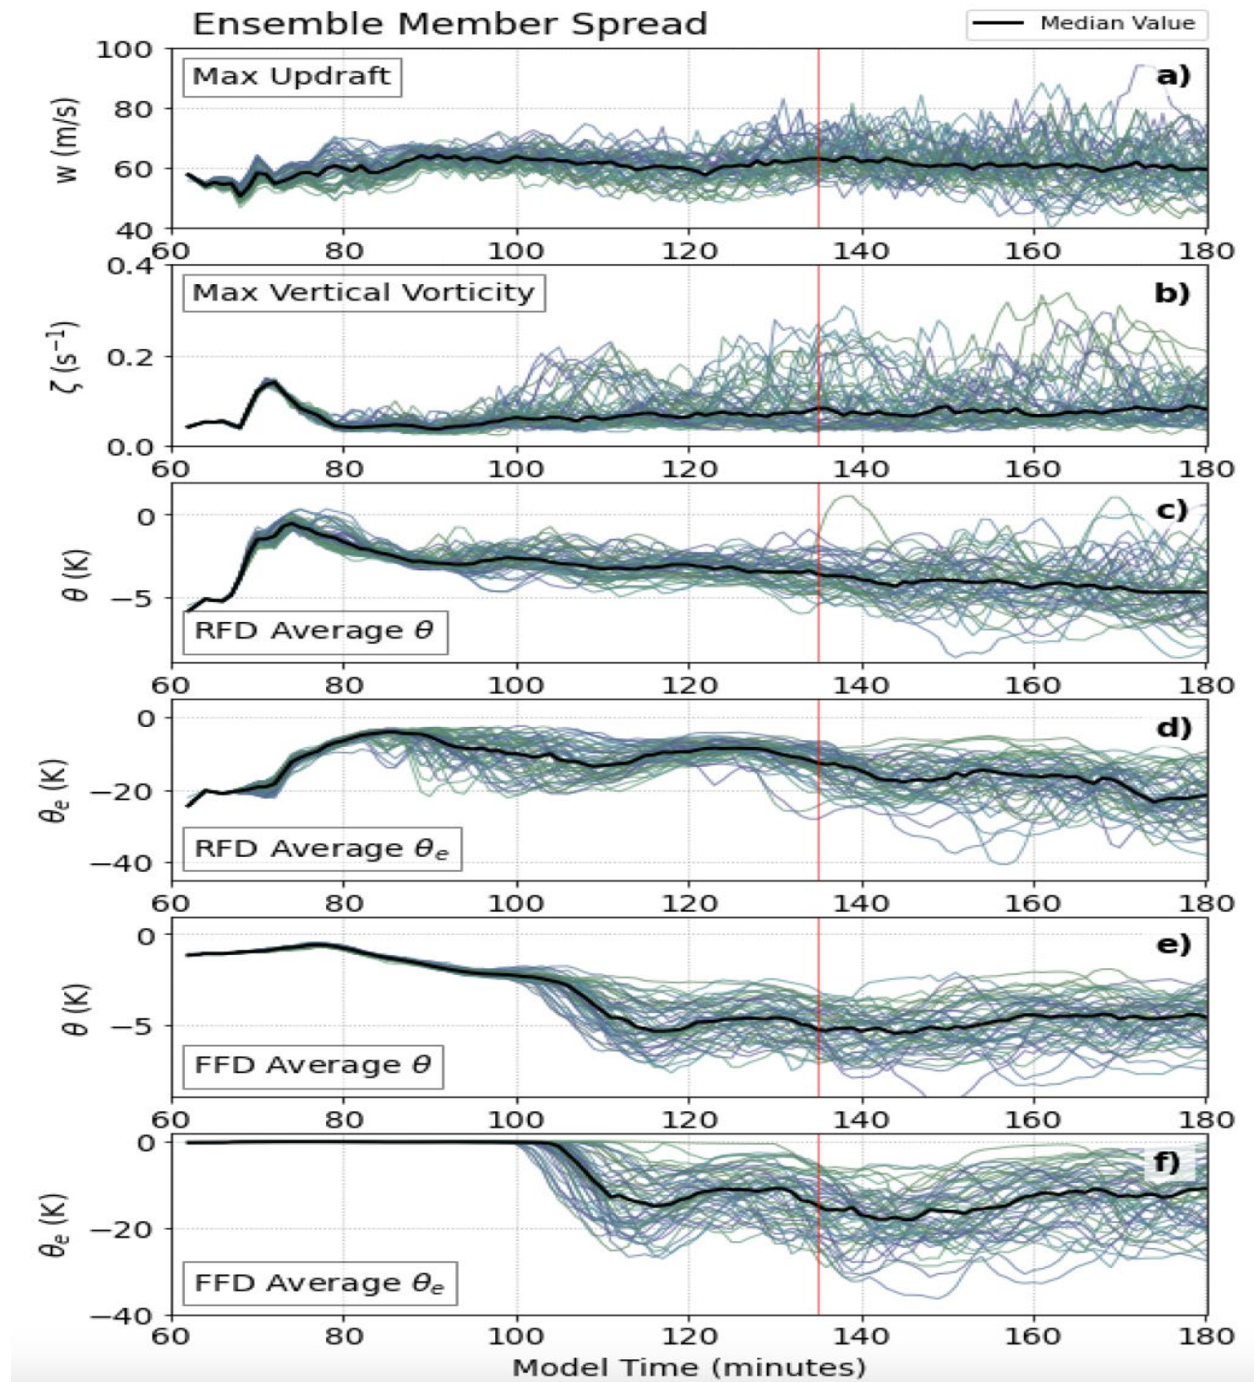 Ensemble Member Spread
Median Value
100
80
60
40
w (m/s)
Max Updraft
a)
60 80 100 120 140 160 180
0.4
0.2
0.0
ζ (s⁻¹)
Max Vertical Vorticity
b)
60 80 100 120 140 160 180
0
−5
θ (K)
RFD Average θ
c)
60 80 100 120 140 160 180
0
−20
−40
θₑ (K)
RFD Average θₑ
d)
60 80 100 120 140 160 180
0
−5
θ (K)
FFD Average θ
e)
60 80 100 120 140 160 180
0
−20
−40
θₑ (K)
FFD Average θₑ
f)
60 80 100 120 140 160 180
Model Time (minutes)